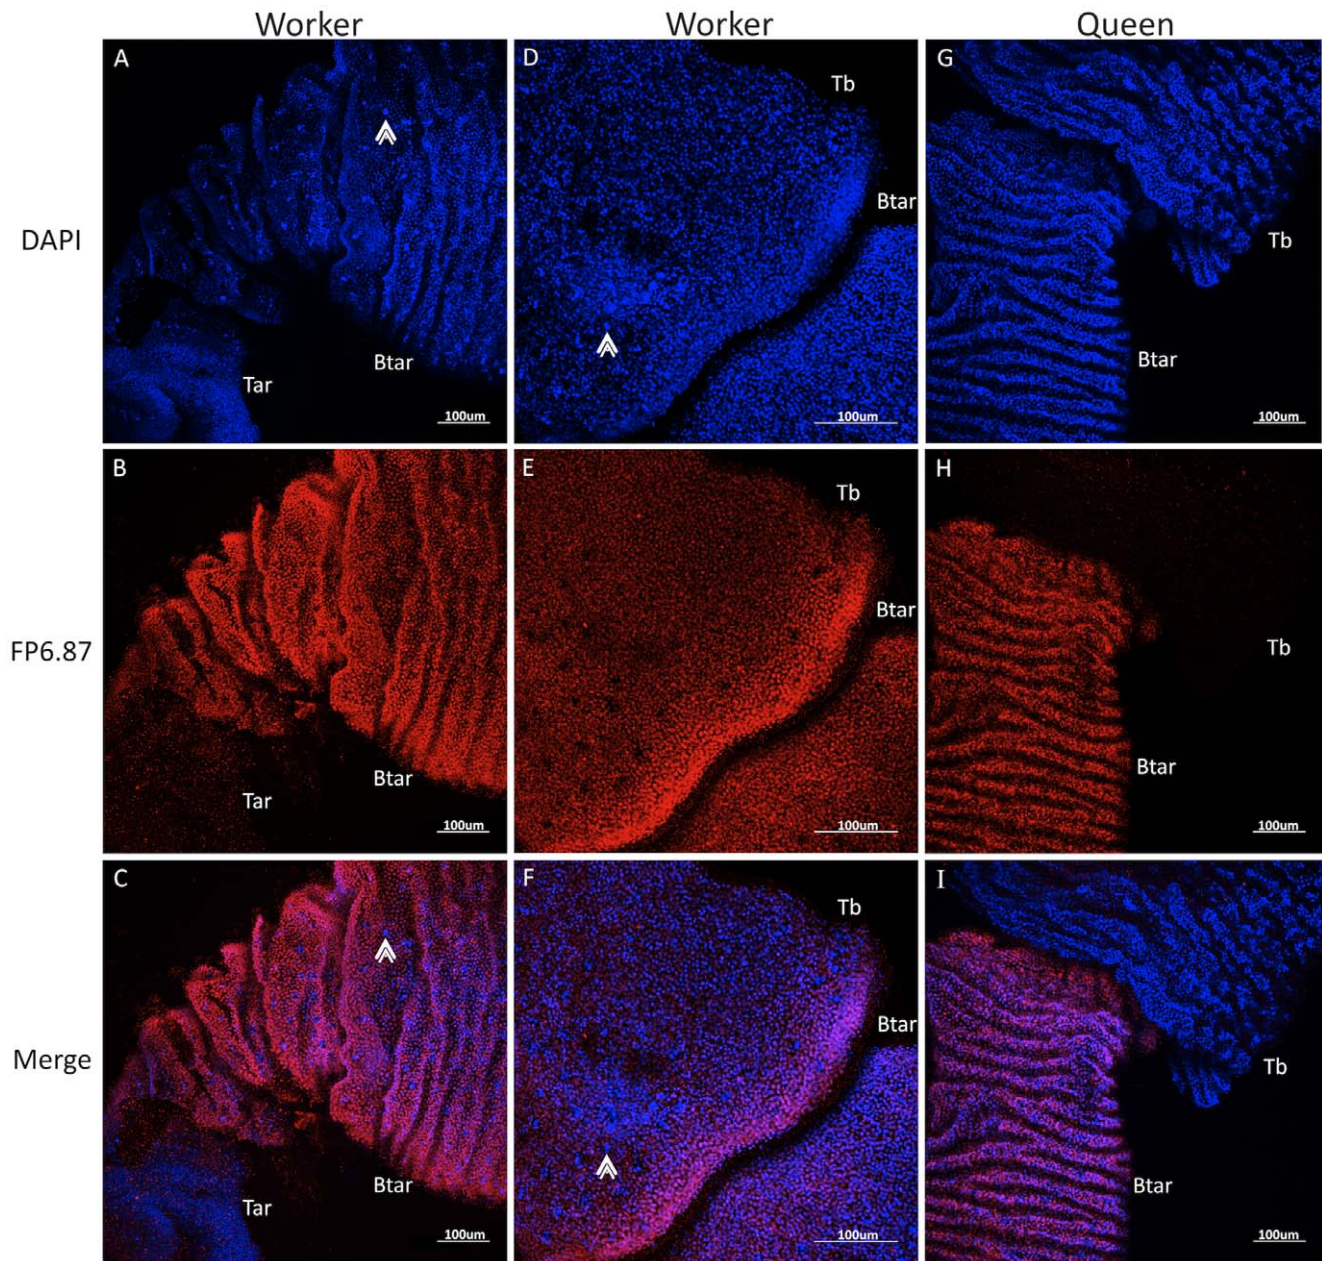 Worker Worker Queen
A D G
Tb
Btar
DAPI
Tb
Btar Btar
Tar
100um 100um 100um
B E H
Tb
Btar
FP6.87
Tb
Btar Btar
Tar
100um 100um 100um
C F I
Tb
Btar
Merge
Tb
Btar Btar
Tar
100um 100um 100um